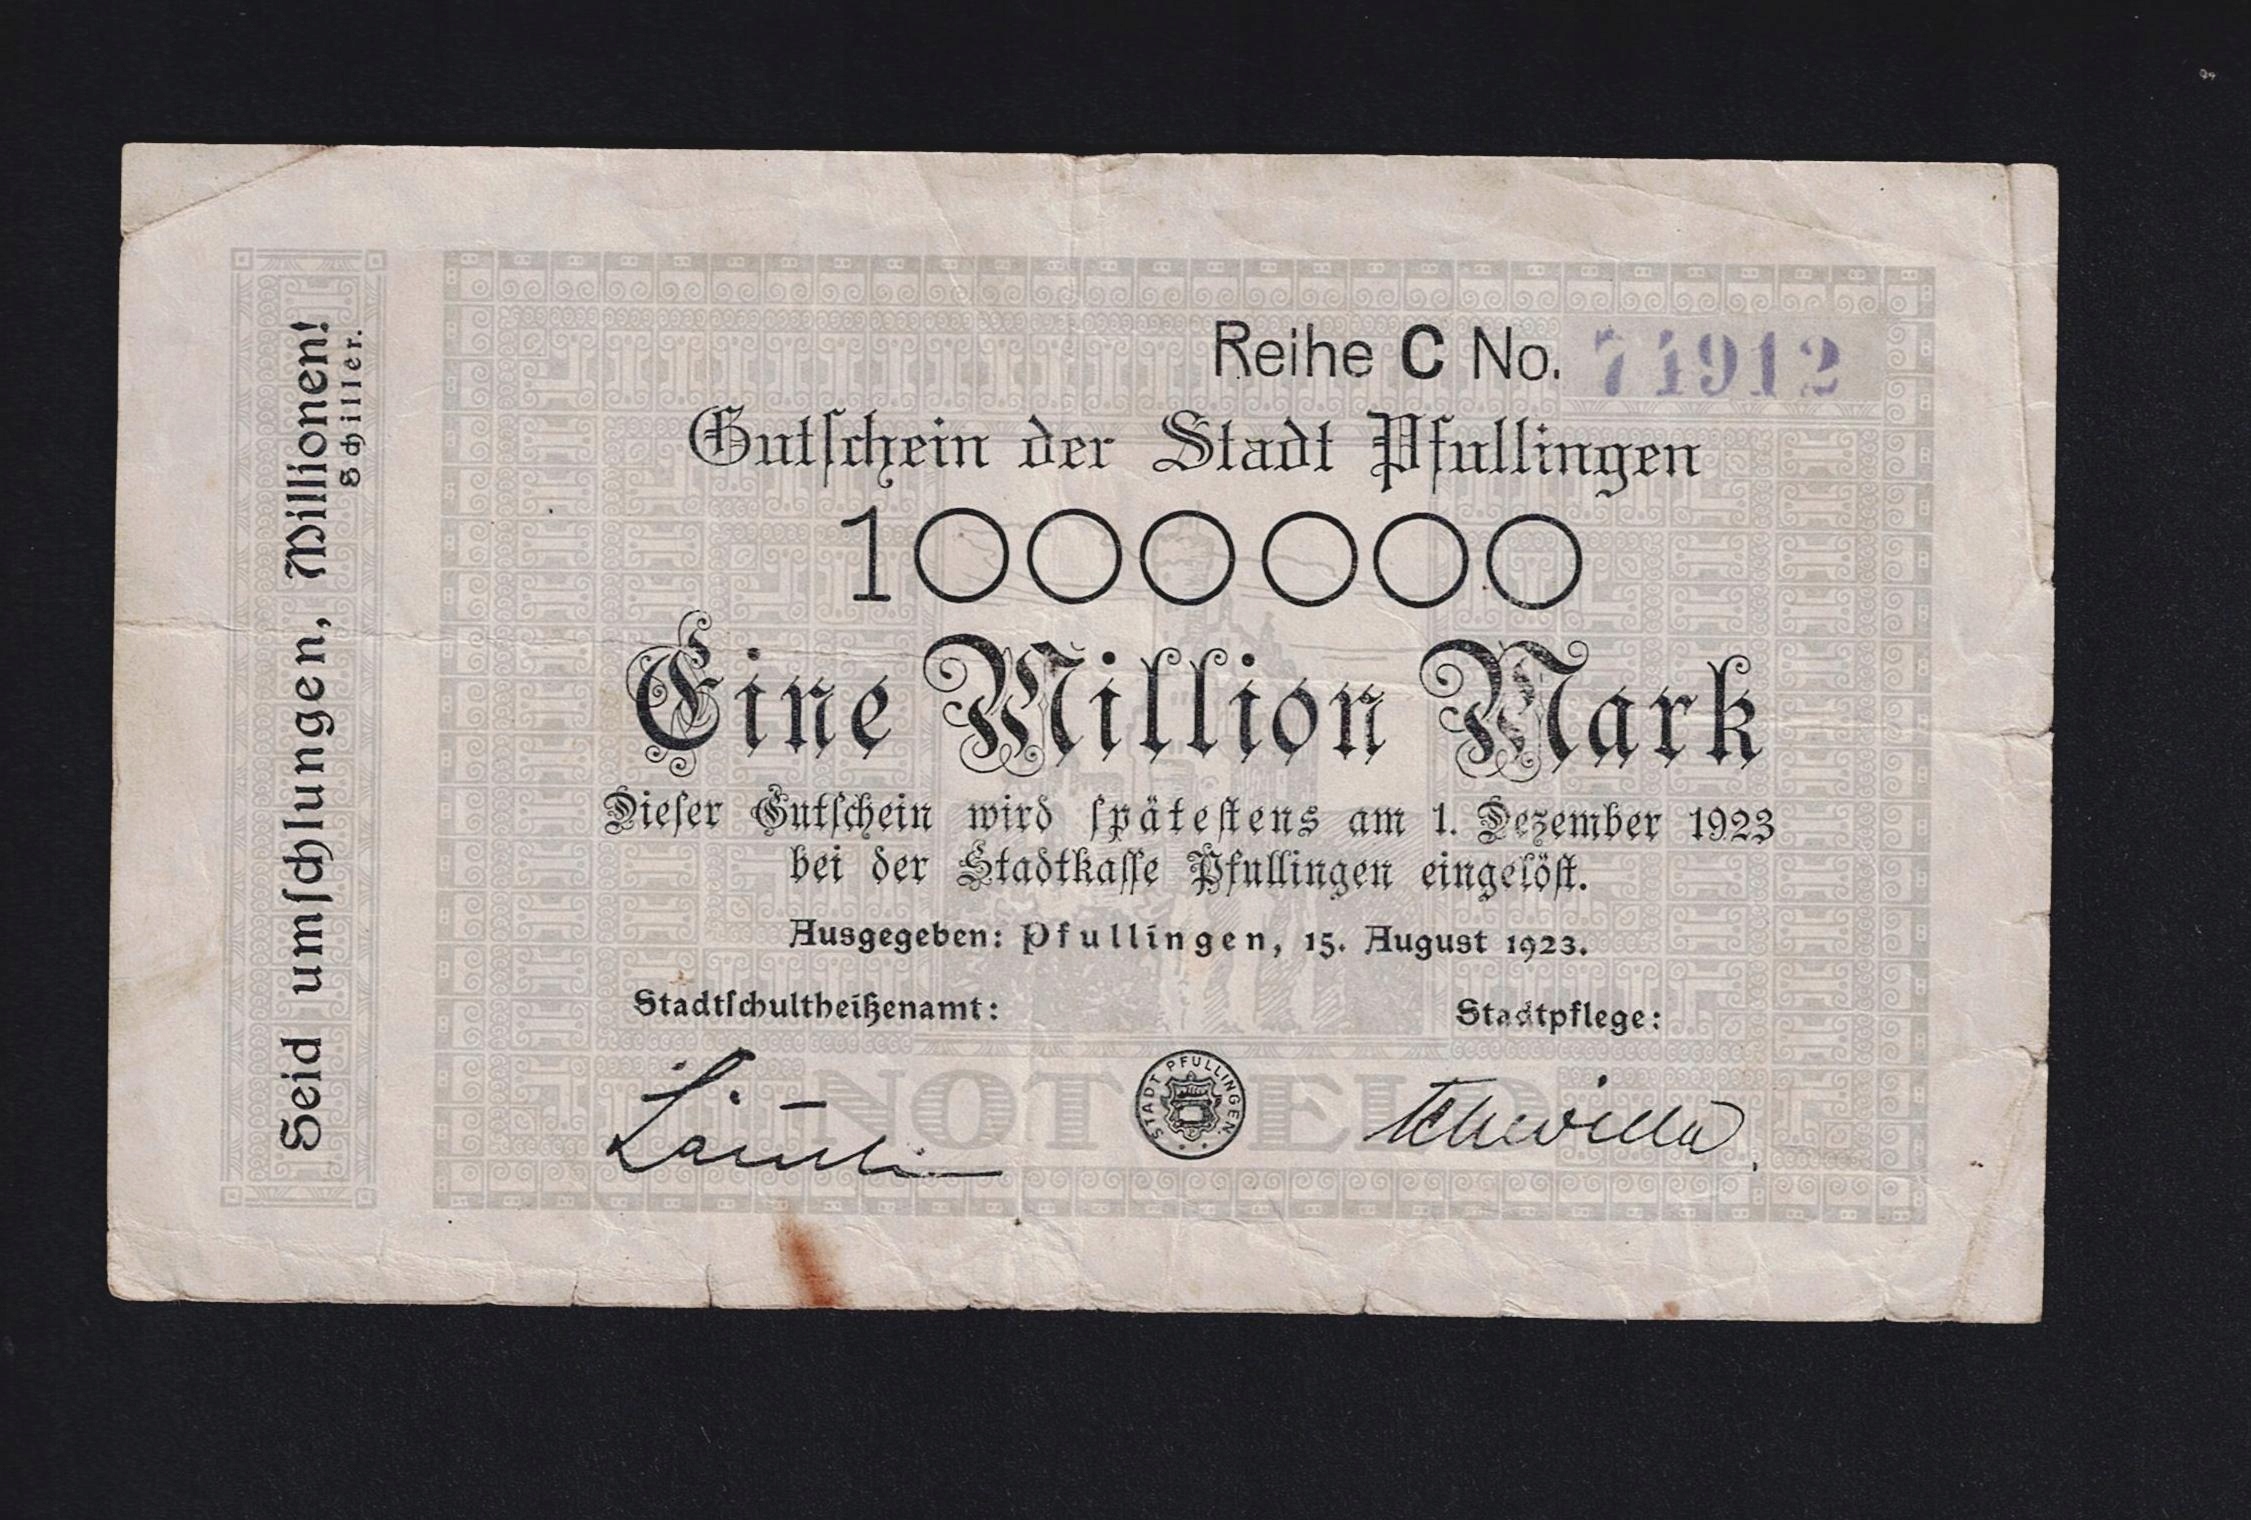 Seid umschlungen, Millionen!
Schiller.
Reihe C No. 74912
Gutschein der Stadt Pfullingen
1000000
Eine Million Mark
Dieser Gutschein wird spätestens am 1. Dezember 1923
bei der Stadtkasse Pfullingen eingelöst.
Ausgegeben: Pfullingen, 15. August 1923.
Stadtschultheißenamt:
Stadtpflege:
NOTGELD
STADT PFULLINGEN